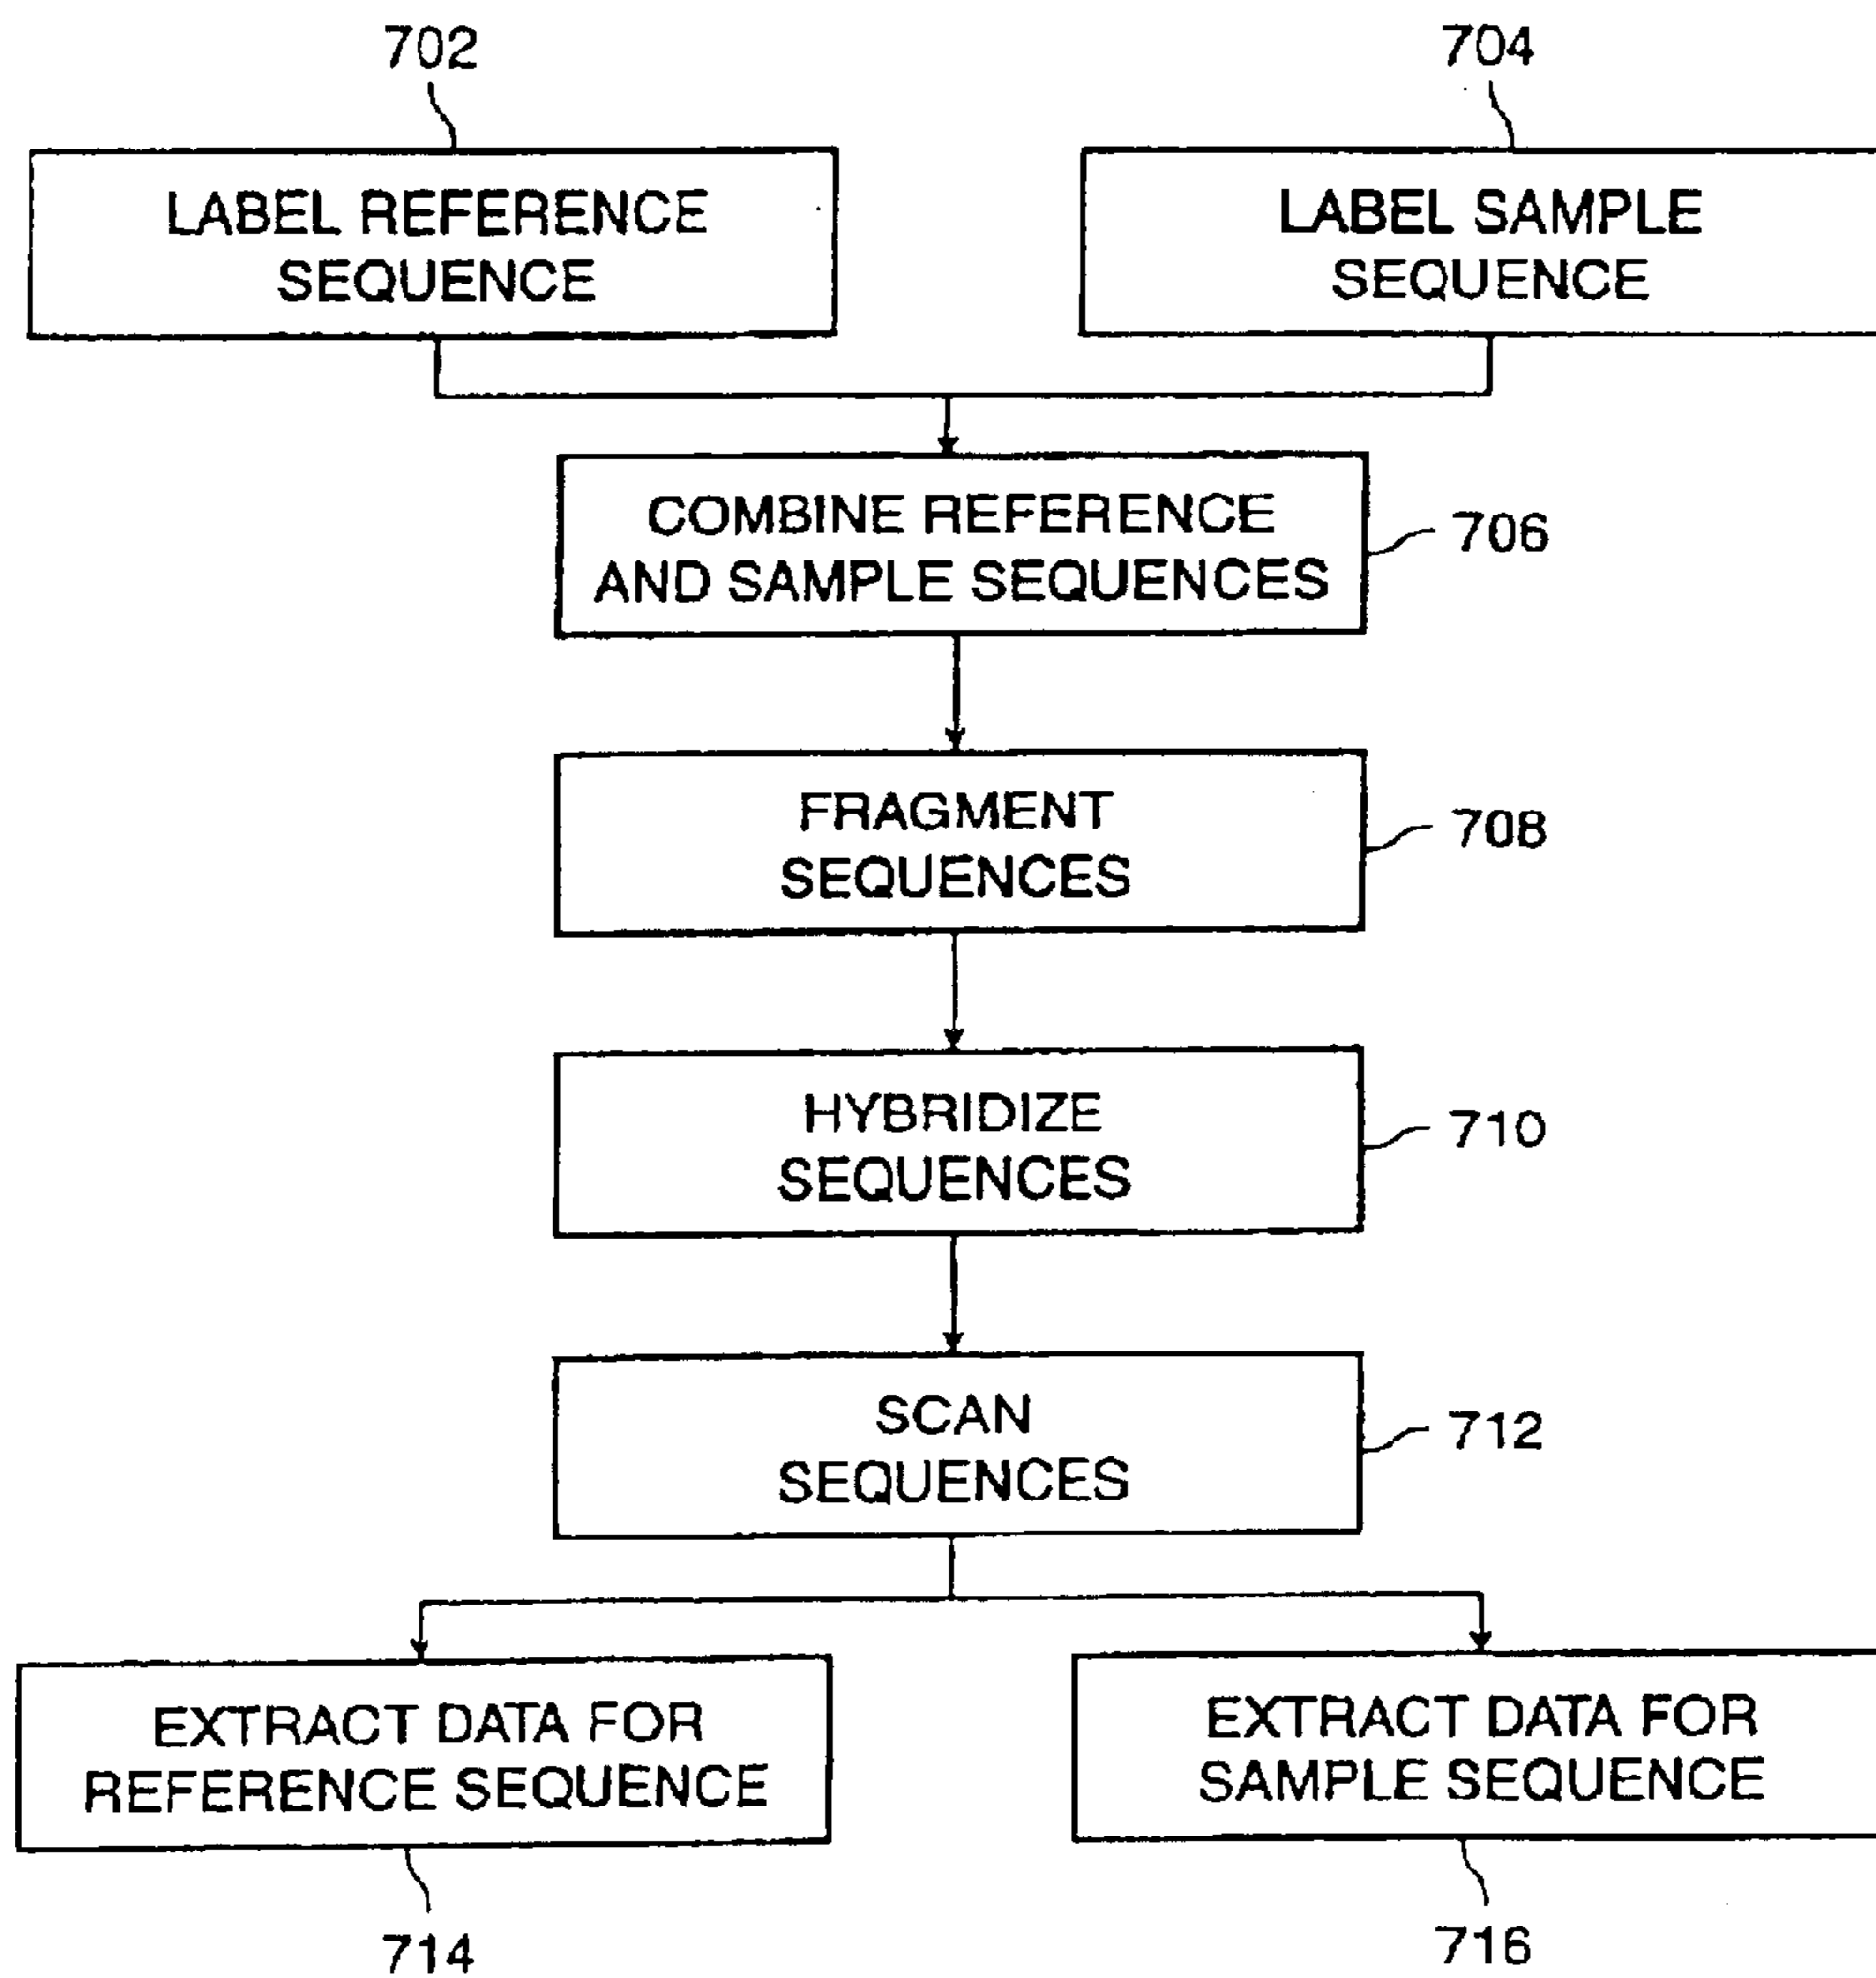 702
704
LABEL REFERENCE
SEQUENCE
LABEL SAMPLE
SEQUENCE
COMBINE REFERENCE
AND SAMPLE SEQUENCES
706
FRAGMENT
SEQUENCES
708
HYBRIDIZE
SEQUENCES
710
SCAN
SEQUENCES
712
EXTRACT DATA FOR
REFERENCE SEQUENCE
EXTRACT DATA FOR
SAMPLE SEQUENCE
714
716